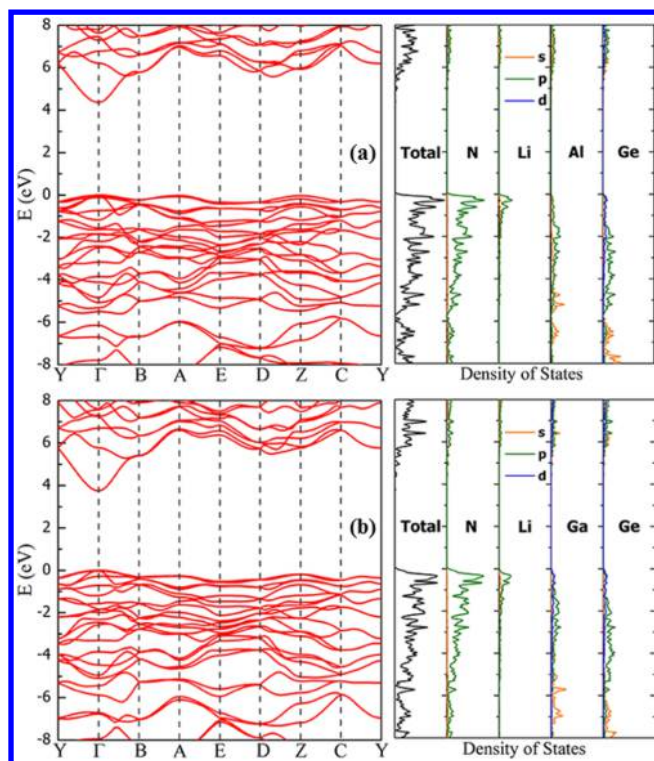 8
6
4
2
0
-2
-4
-6
-8
E (eV)
(a)
Y Γ B A E D Z C Y
s
p
d
Total N Li Al Ge
Density of States
8
6
4
2
0
-2
-4
-6
-8
E (eV)
(b)
Y Γ B A E D Z C Y
s
p
d
Total N Li Ga Ge
Density of States